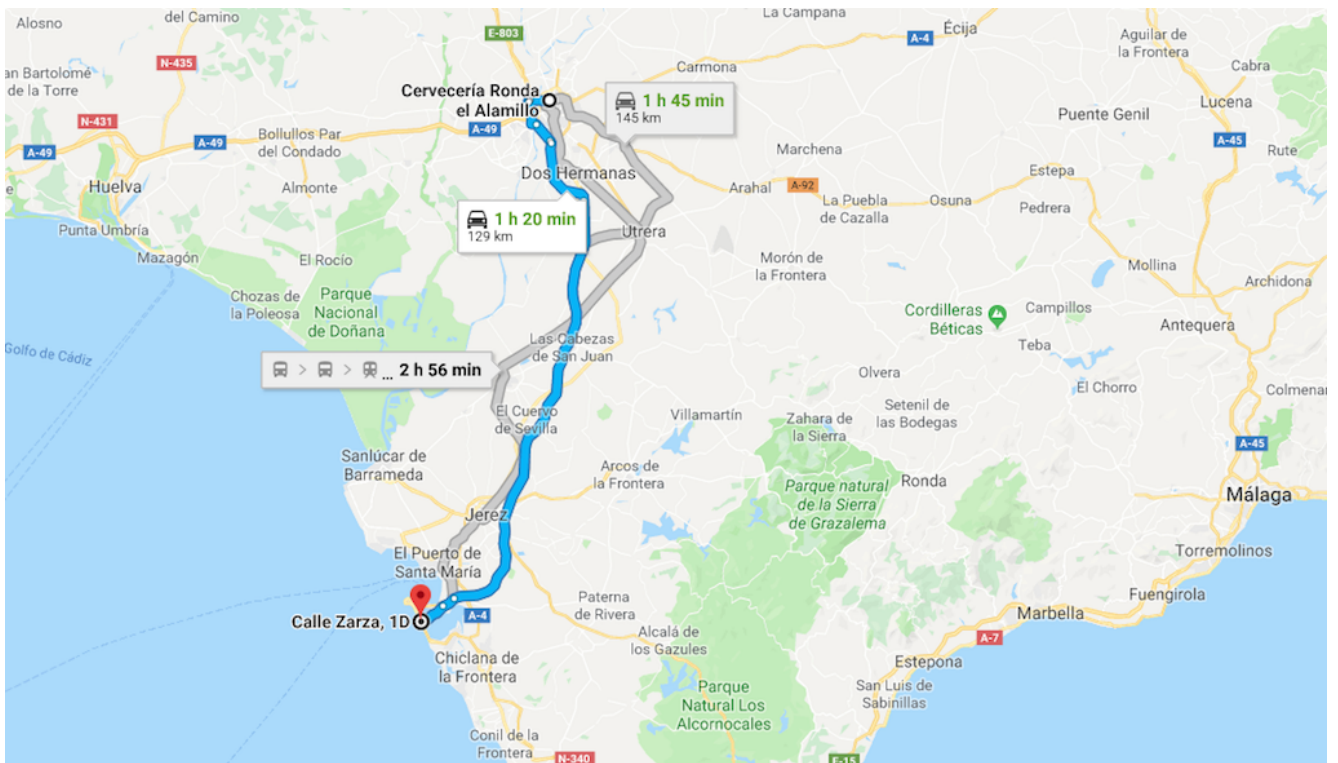 Alosno
del Camino
E-803
La Campana
Écija
A-4
Aguilar de
la Frontera
N-435
Carmona
Cabra
an Bartolomé
de la Torre
Cervecería Ronda
el Alamillo
1 h 45 min
145 km
Lucena
N-431
A-49
Bollullos Par
del Condado
A-49
A-49
Puente Genil
A-45
Rute
Marchena
Huelva
Almonte
Dos Hermanas
Arahal
A-92
La Puebla
de Cazalla
Osuna
Estepa
Pedrera
Punta Umbría
1 h 20 min
129 km
Utrera
Mazagón
El Rocío
Morón de
la Frontera
Mollina
Archidona
Chozas de
la Poleosa
Parque
Nacional
de Doñana
Cordilleras
Béticas
Campillos
Antequera
Golfo de Cádiz
Las Cabezas
de San Juan
Teba
... 2 h 56 min
Olvera
El Chorro
Colmenar
El Cuervo
de Sevilla
Villamartín
Zahara de
la Sierra
Setenil de
las Bodegas
A-45
Sanlúcar de
Barrameda
Arcos de
la Frontera
Parque natural
de la Sierra
de Grazalema
Ronda
Málaga
Jerez
El Puerto de
Santa María
Torremolinos
Calle Zarza, 1D
A-4
Paterna
de Rivera
Fuengirola
Marbella
Alcalá de
los Gazules
A-7
Chiclana de
la Frontera
Estepona
Parque
Natural Los
Alcornocales
San Luis de
Sabinillas
Conil de la
Frontera
N-340
E-15